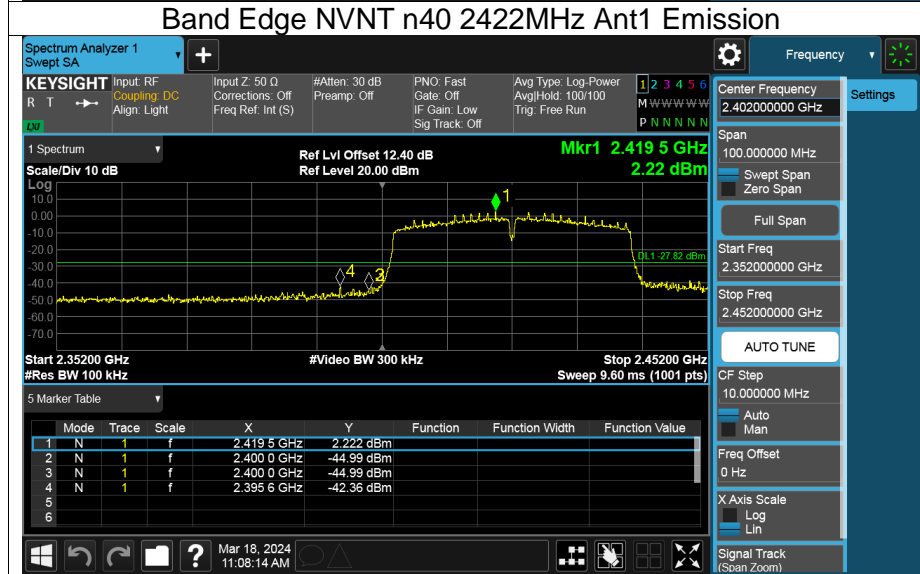 Band Edge NVNT n40 2422MHz Ant1 Emission
Spectrum Analyzer 1
Swept SA
+
Frequency
KEYSIGHT
R T
LXI
Input: RF
Coupling: DC
Align: Light
Input Z: 50 Ω
Corrections: Off
Freq Ref: Int (S)
#Atten: 30 dB
Preamp: Off
PNO: Fast
Gate: Off
IF Gain: Low
Sig Track: Off
Avg Type: Log-Power
Avg|Hold: 100/100
Trig: Free Run
1 2 3 4 5 6
M W W W W W
P N N N N N
1 Spectrum
Scale/Div 10 dB
Ref Lvl Offset 12.40 dB
Ref Level 20.00 dBm
Mkr1 2.419 5 GHz
2.22 dBm
Log
10.0
0.00
-10.0
-20.0
-30.0
-40.0
-50.0
-60.0
-70.0
1
4
2
DL1 -27.82 dBm
Start 2.35200 GHz
#Res BW 100 kHz
#Video BW 300 kHz
Stop 2.45200 GHz
Sweep 9.60 ms (1001 pts)
5 Marker Table
Mode Trace Scale X Y Function Function Width Function Value
1 N 1 f 2.419 5 GHz 2.222 dBm
2 N 1 f 2.400 0 GHz -44.99 dBm
3 N 1 f 2.400 0 GHz -44.99 dBm
4 N 1 f 2.395 6 GHz -42.36 dBm
5
6
?
Mar 18, 2024
11:08:14 AM
Settings
Center Frequency
2.402000000 GHz
Span
100.000000 MHz
Swept Span
Zero Span
Full Span
Start Freq
2.352000000 GHz
Stop Freq
2.452000000 GHz
AUTO TUNE
CF Step
10.000000 MHz
Auto
Man
Freq Offset
0 Hz
X Axis Scale
Log
Lin
Signal Track
(Span Zoom)